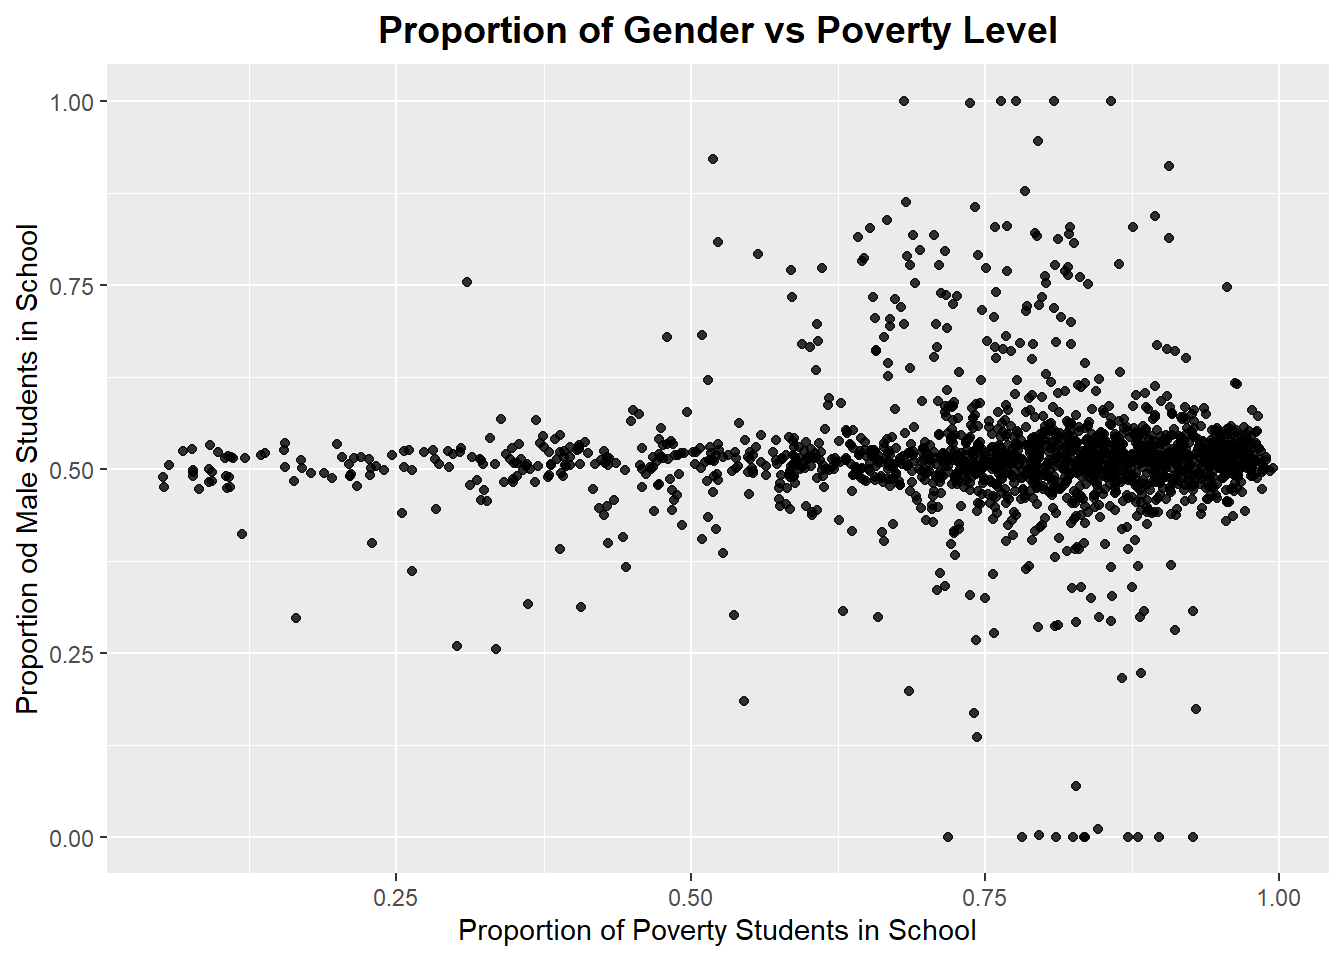 Proportion of Gender vs Poverty Level
1.00
0.75
0.50
0.25
0.00
Proportion od Male Students in School
0.25 0.50 0.75 1.00
Proportion of Poverty Students in School